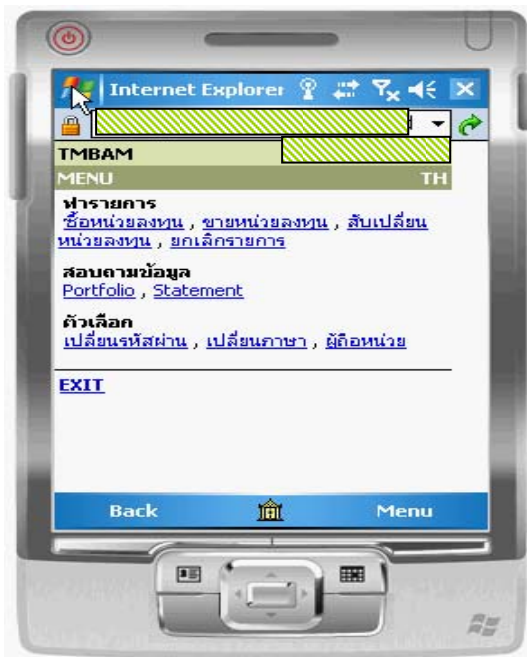 Internet Explorer
TMBAM
MENU TH
ทำรายการ
ซื้อหน่วยลงทุน , ขายหน่วยลงทุน , สับเปลี่ยน
หน่วยลงทุน , ยกเลิกรายการ
สอบถามข้อมูล
Portfolio , Statement
ตัวเลือก
เปลี่ยนรหัสผ่าน , เปลี่ยนภาษา , ผู้ถือหน่วย
EXIT
Back Menu